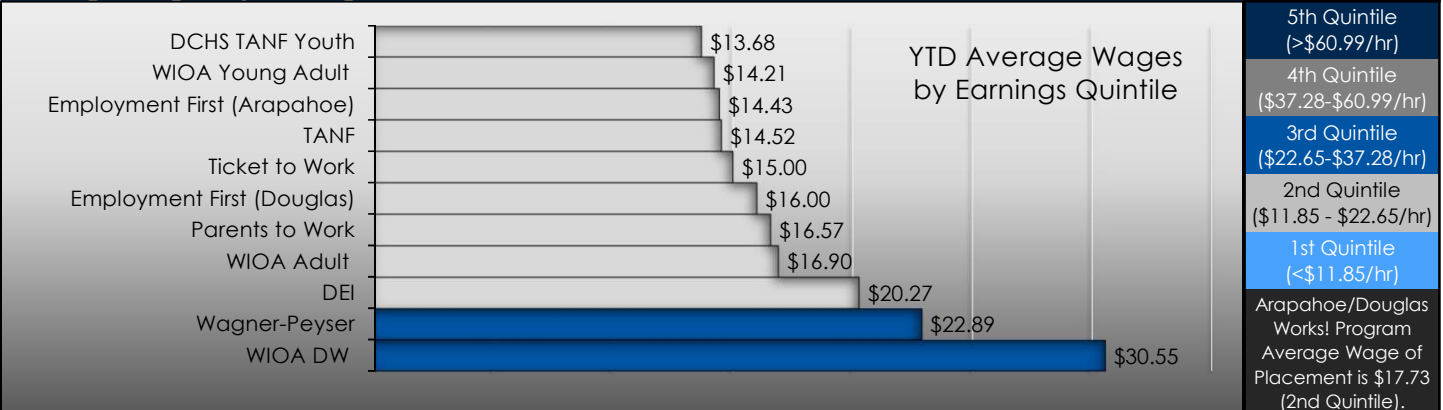 YTD Average Wages
by Earnings Quintile
DCHS TANF Youth $13.68
WIOA Young Adult $14.21
Employment First (Arapahoe) $14.43
TANF $14.52
Ticket to Work $15.00
Employment First (Douglas) $16.00
Parents to Work $16.57
WIOA Adult $16.90
DEI $20.27
Wagner-Peyser $22.89
WIOA DW $30.55
5th Quintile
(>$60.99/hr)
4th Quintile
($37.28-$60.99/hr)
3rd Quintile
($22.65-$37.28/hr)
2nd Quintile
($11.85 - $22.65/hr)
1st Quintile
(<$11.85/hr)
Arapahoe/Douglas
Works! Program
Average Wage of
Placement is $17.73
(2nd Quintile).